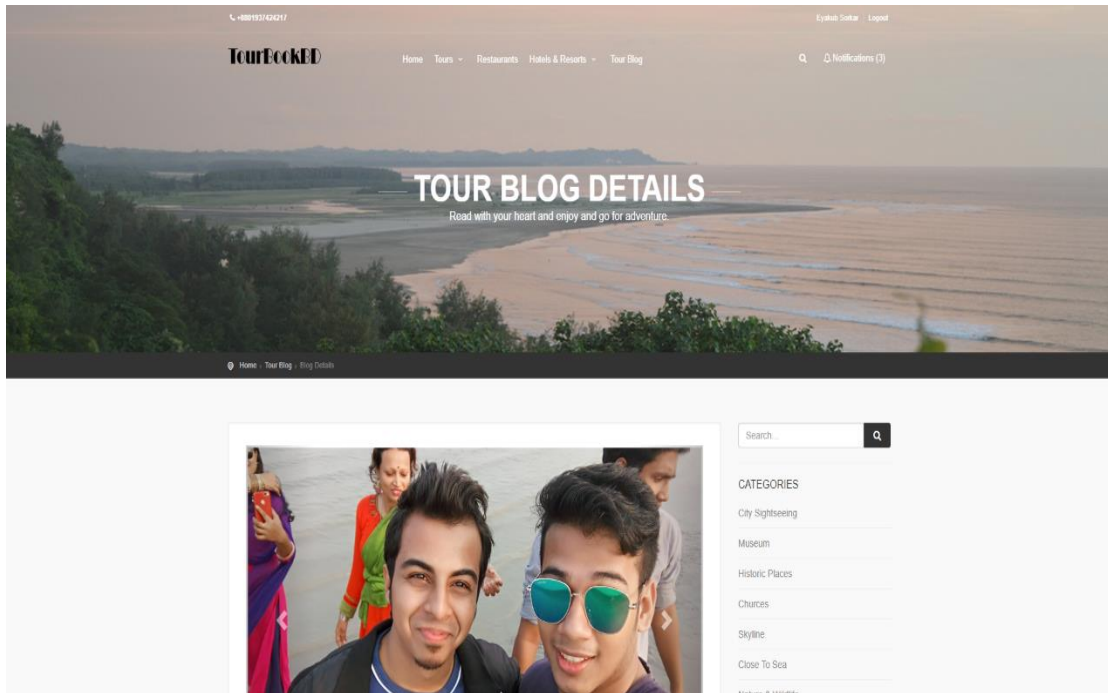 Eyakub Sorkar | Logout
TourBookBD
Home Tours Restaurants Hotels & Resorts Tour Blog
Notifications (3)
TOUR BLOG DETAILS
Read with your heart and enjoy and go for adventure.
Home › Tour Blog › Blog Details
Search...
CATEGORIES
City Sightseeing
Museum
Historic Places
Churces
Skyline
Close To Sea